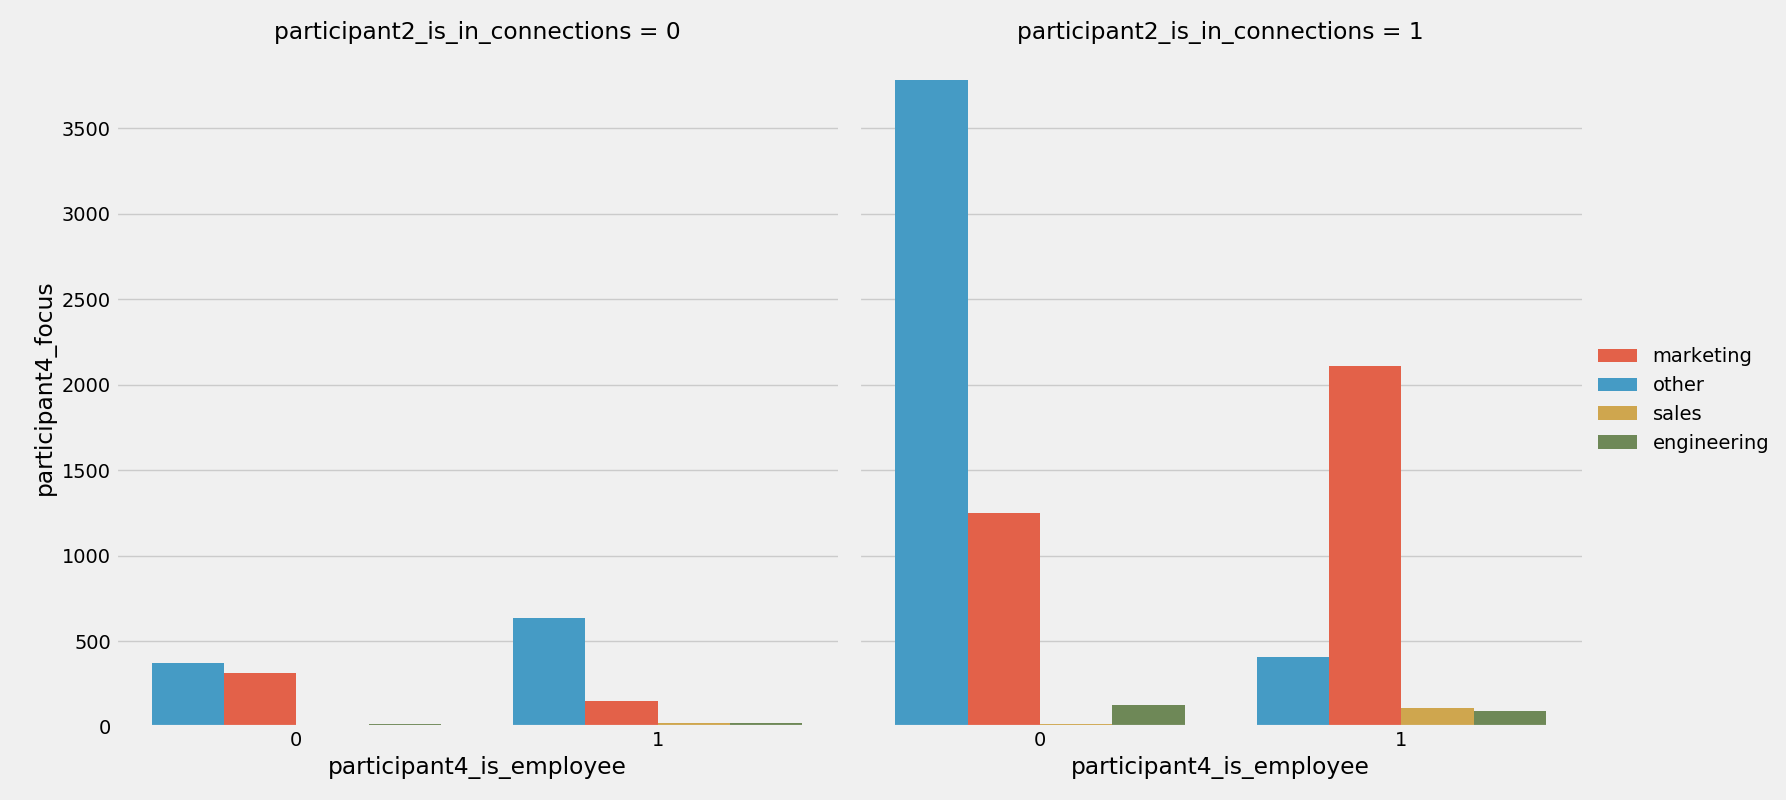 participant2_is_in_connections = 0
participant2_is_in_connections = 1
participant4_focus
3500
3000
2500
2000
1500
1000
500
0
0
1
0
1
participant4_is_employee
participant4_is_employee
marketing
other
sales
engineering